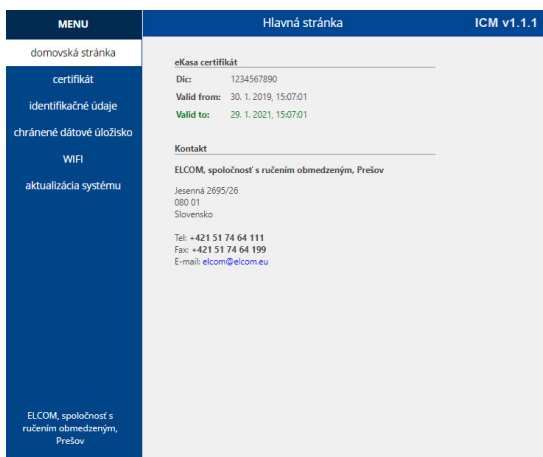 MENU
Hlavná stránka
ICM v1.1.1
domovská stránka
certifikát
identifikačné údaje
chránené dátové úložisko
WIFI
aktualizácia systému
ELCOM, spoločnosť s
ručením obmedzeným,
Prešov
eKasa certifikát
Dic: 1234567890
Valid from: 30. 1. 2019, 15:07:01
Valid to: 29. 1. 2021, 15:07:01
Kontakt
ELCOM, spoločnosť s ručením obmedzeným, Prešov
Jesenná 2695/26
080 01
Slovensko
Tel: +421 51 74 64 111
Fax: +421 51 74 64 199
E-mail: elcom@elcom.eu